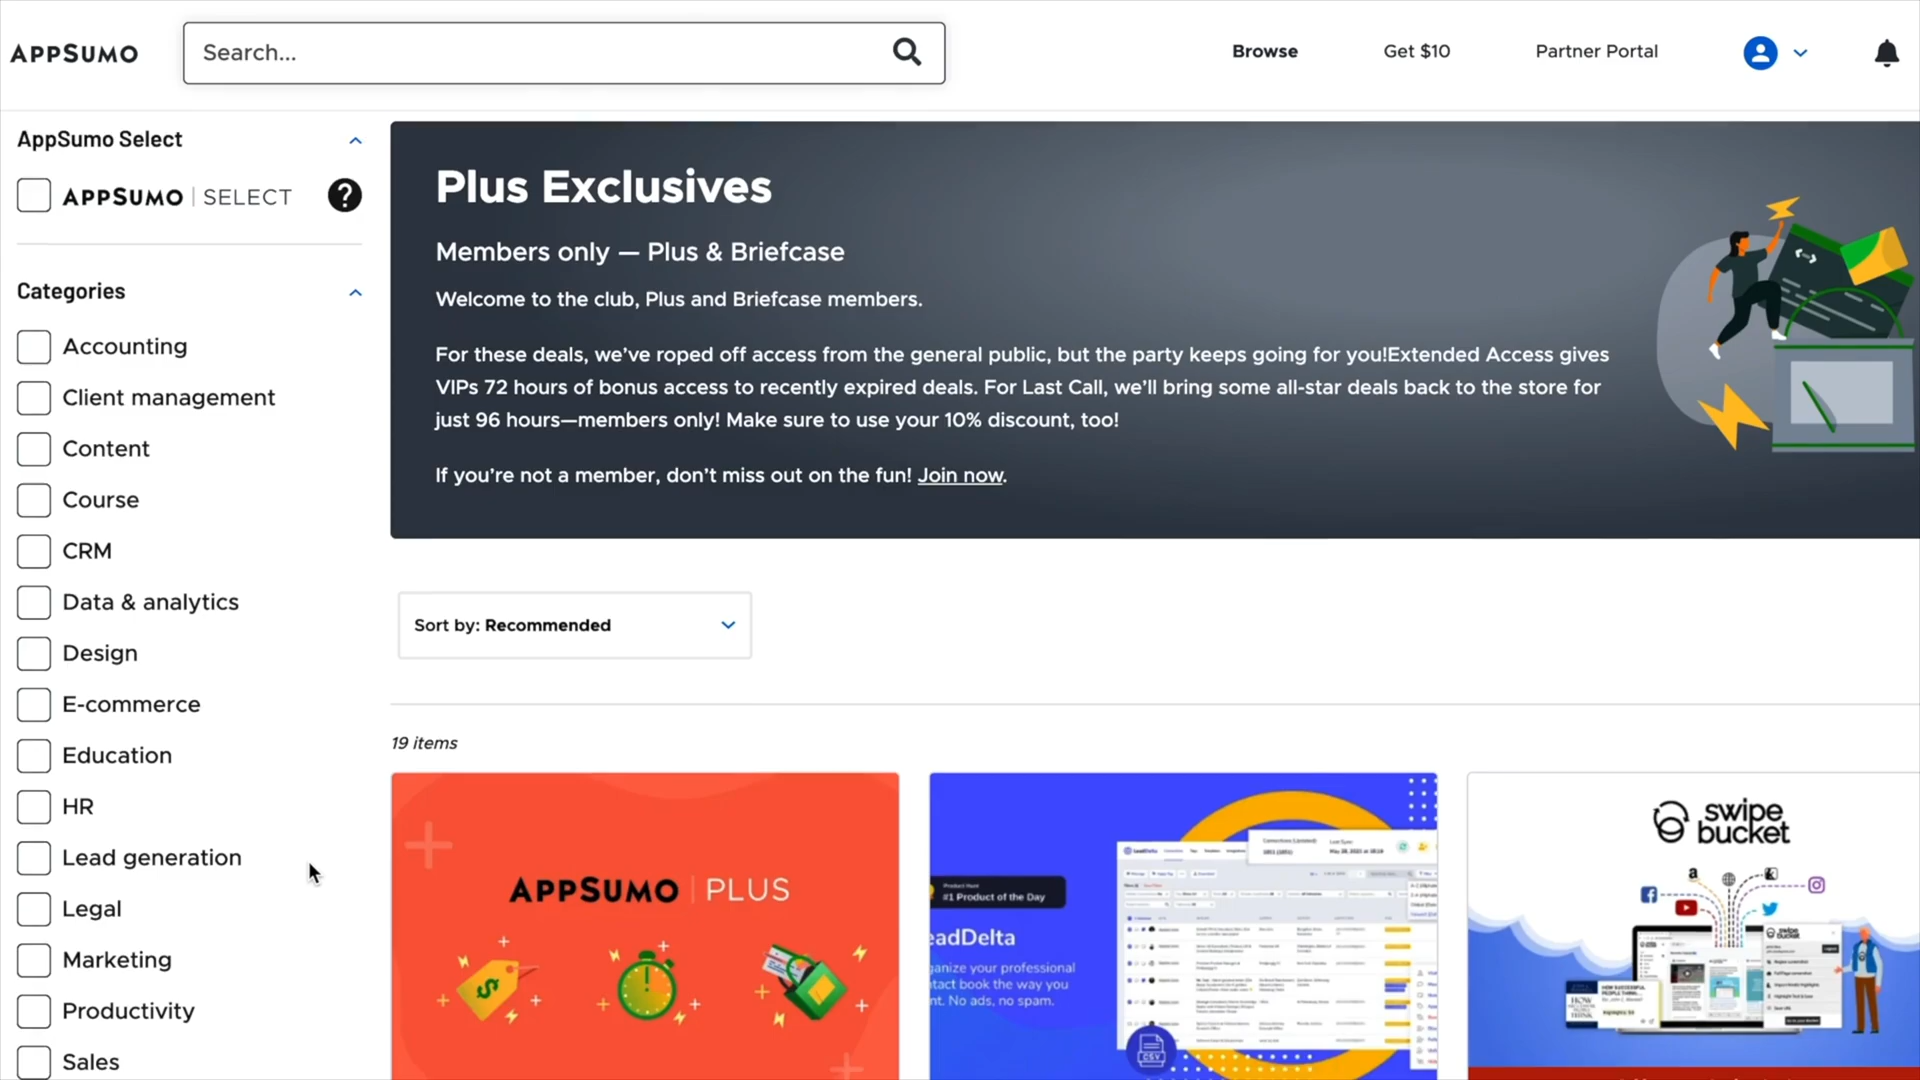 APPSUMO
Search...
Browse
Get $10
Partner Portal
AppSumo Select
APPSUMO | SELECT
?
Categories
Accounting
Client management
Content
Course
CRM
Data & analytics
Design
E-commerce
Education
HR
Lead generation
Legal
Marketing
Productivity
Sales
Plus Exclusives
Members only — Plus & Briefcase
Welcome to the club, Plus and Briefcase members.
For these deals, we’ve roped off access from the general public, but the party keeps going for you!Extended Access gives
VIPs 72 hours of bonus access to recently expired deals. For Last Call, we’ll bring some all-star deals back to the store for
just 96 hours—members only! Make sure to use your 10% discount, too!
If you’re not a member, don’t miss out on the fun! Join now.
Sort by: Recommended
19 items
APPSUMO | PLUS
Product Hunt
#1 Product of the Day
eadDelta
ganize your professional
ntact book the way you
nt. No ads, no spam.
CSV
swipe
bucket